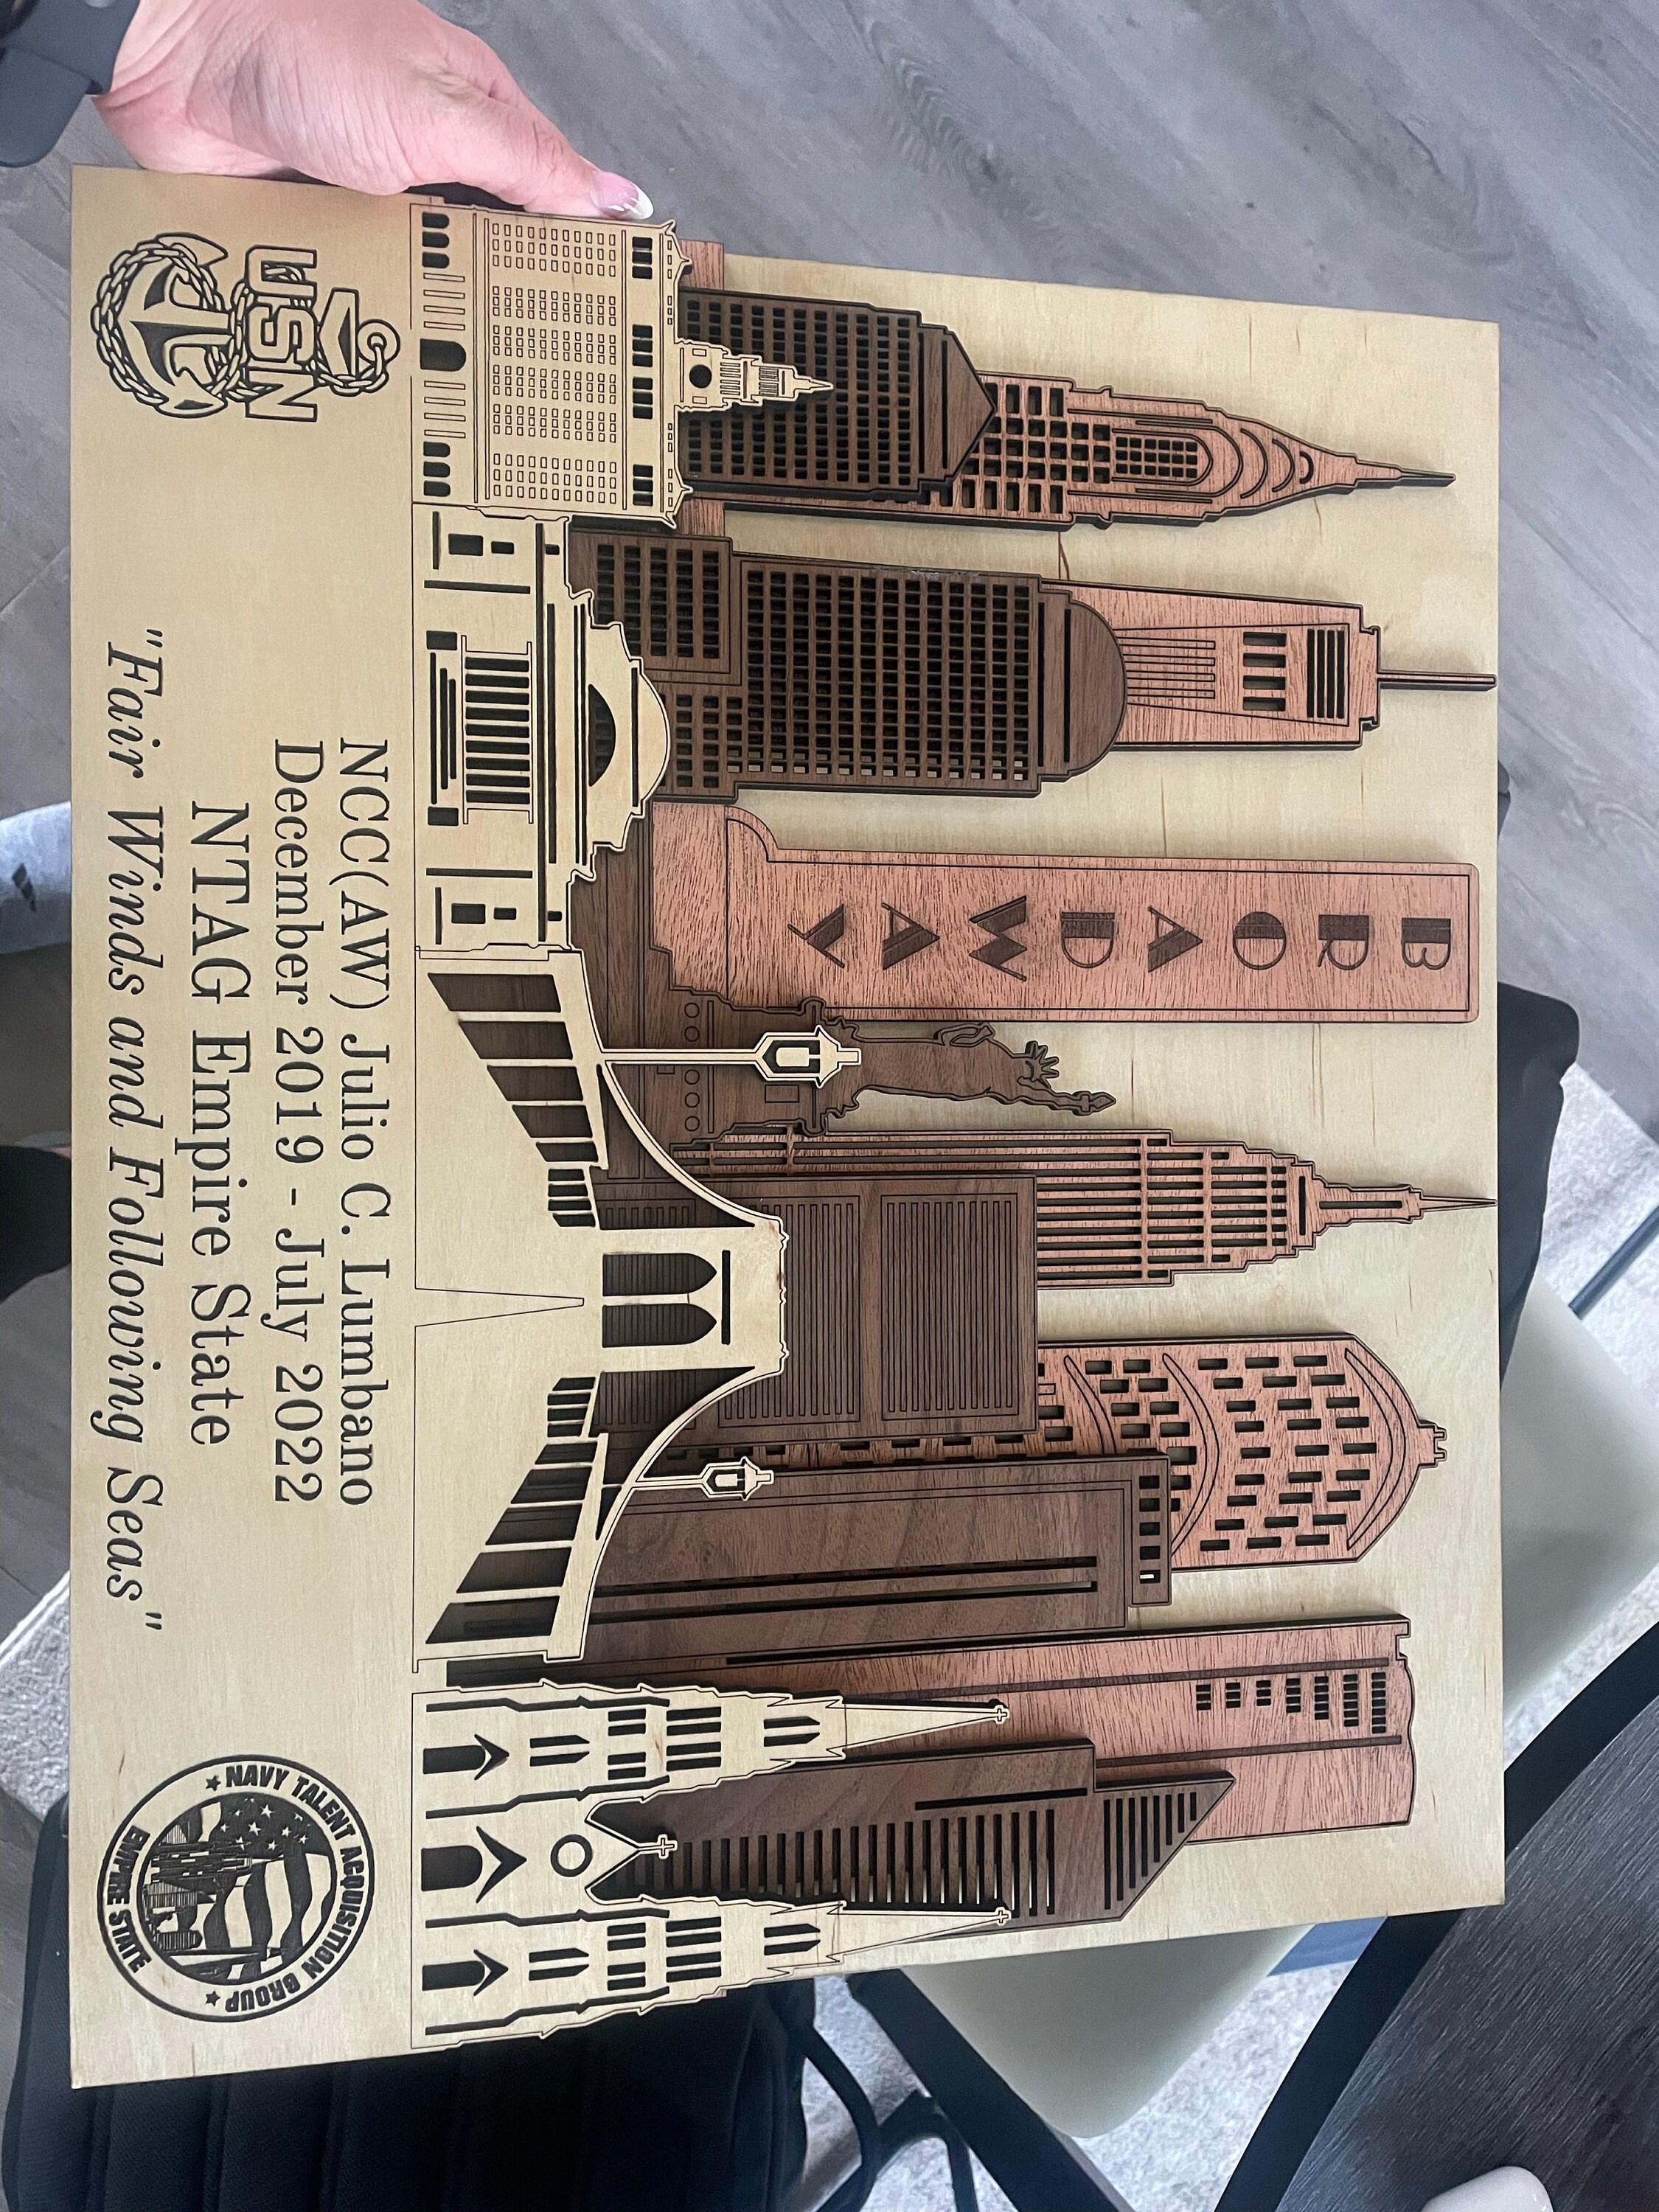 BROADWAY
USN
NCC(AW) Julio C. Lumbano
December 2019 - July 2022
NTAG Empire State
"Fair Winds and Following Seas"
★ NAVY TALENT ACQUISITION GROUP ★
EMPIRE STATE